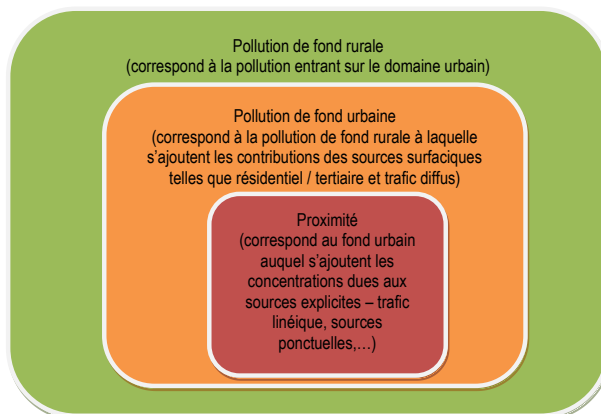 Pollution de fond rurale
(correspond à la pollution entrant sur le domaine urbain)
Pollution de fond urbaine
(correspond à la pollution de fond rurale à laquelle
s'ajoutent les contributions des sources surfaciques
telles que résidentiel / tertiaire et trafic diffus)
Proximité
(correspond au fond urbain
auquel s'ajoutent les
concentrations dues aux
sources explicites – trafic
linéique, sources
ponctuelles,…)